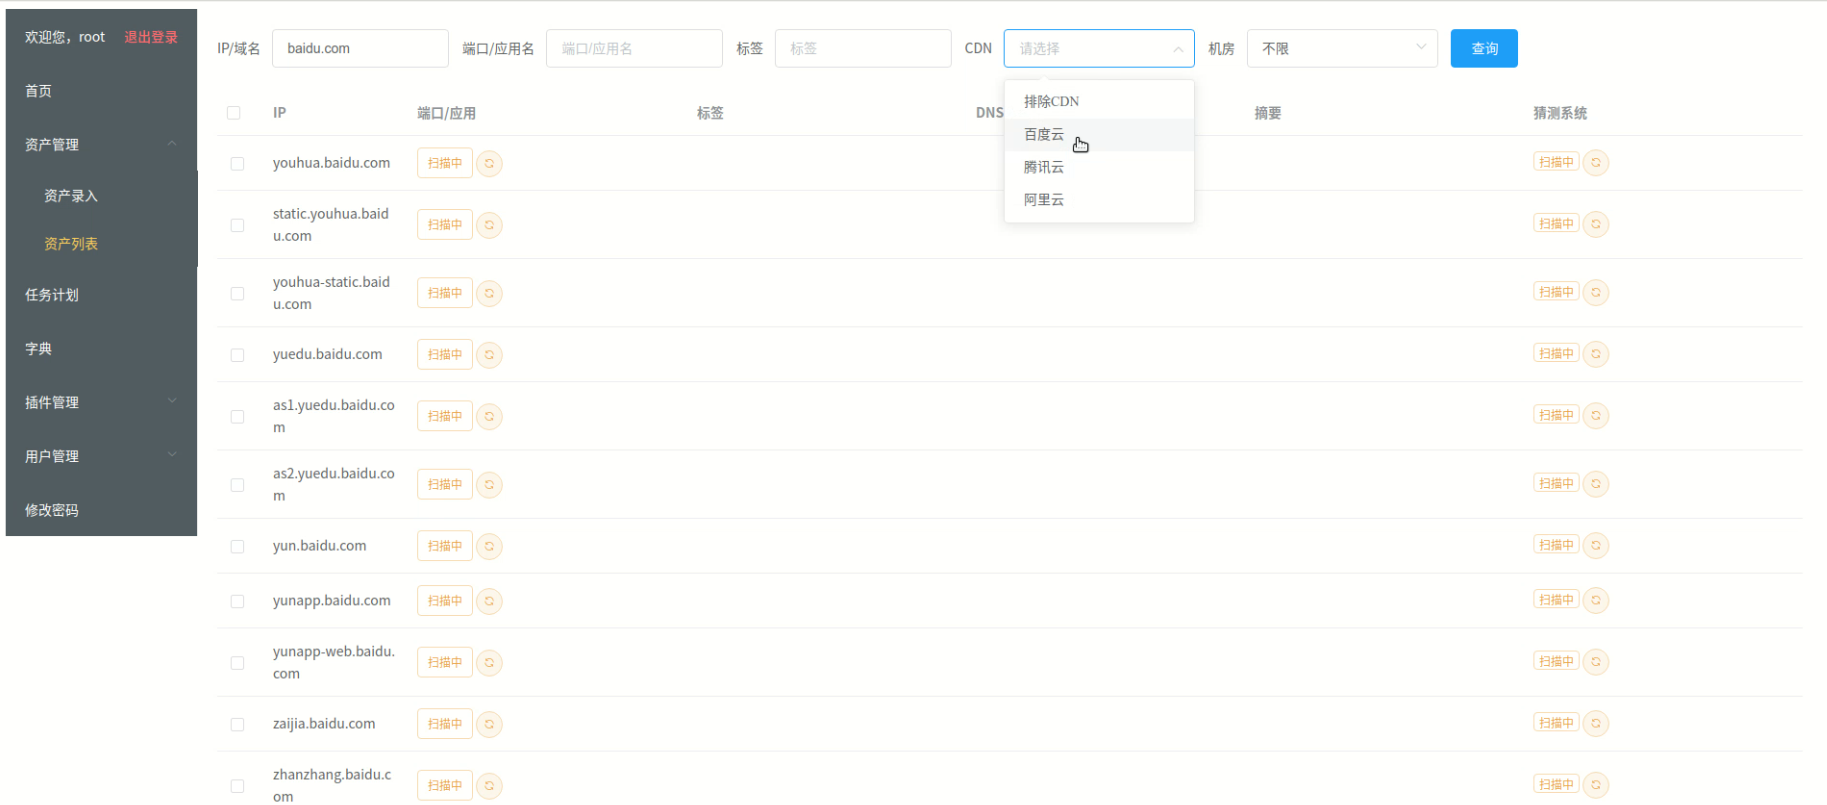 欢迎您，root 退出登录
首页
资产管理
资产录入
资产列表
任务计划
字典
插件管理
用户管理
修改密码
IP/域名 baidu.com 端口/应用名 端口/应用名 标签 标签 CDN 请选择 机房 不限 查询
排除CDN
百度云
腾讯云
阿里云
IP 端口/应用 标签 DNS 摘要 猜测系统
youhua.baidu.com 扫描中 扫描中
static.youhua.baid
u.com
扫描中 扫描中
youhua-static.baid
u.com
扫描中 扫描中
yuedu.baidu.com 扫描中 扫描中
as1.yuedu.baidu.co
m
扫描中 扫描中
as2.yuedu.baidu.co
m
扫描中 扫描中
yun.baidu.com 扫描中 扫描中
yunapp.baidu.com 扫描中 扫描中
yunapp-web.baidu.
com
扫描中 扫描中
zaijia.baidu.com 扫描中 扫描中
zhanzhang.baidu.c
om
扫描中 扫描中